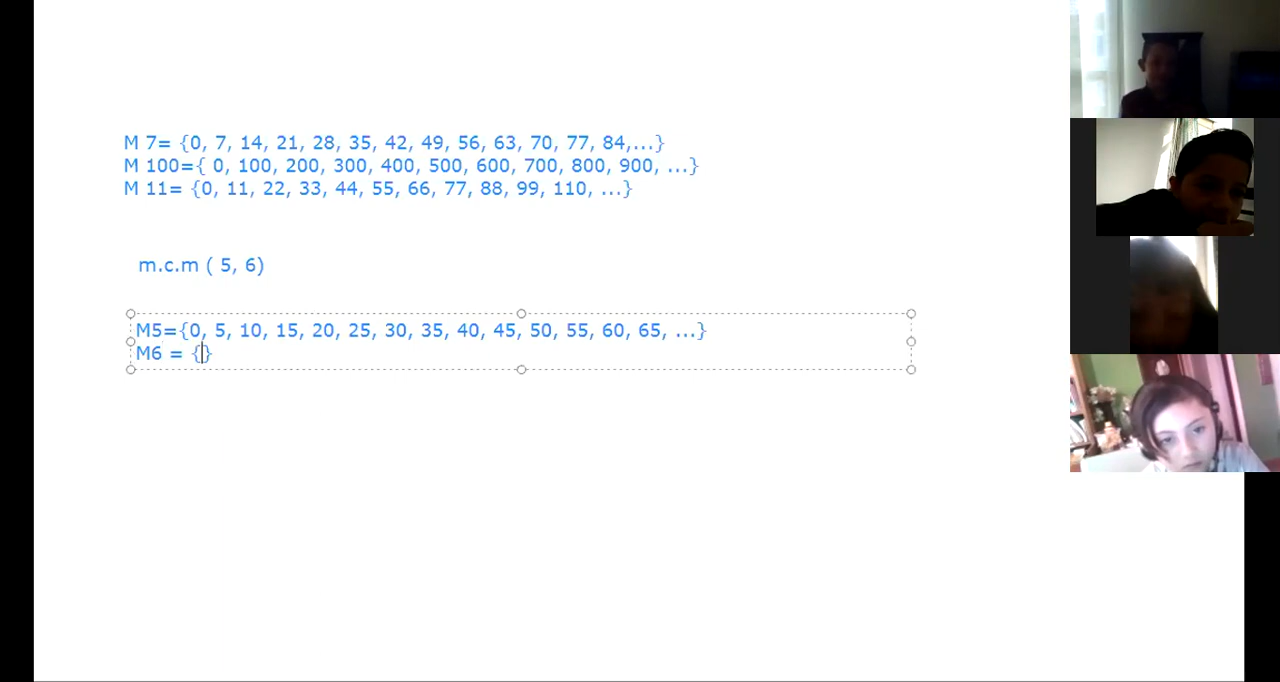 M 7= {0, 7, 14, 21, 28, 35, 42, 49, 56, 63, 70, 77, 84,...}
M 100={ 0, 100, 200, 300, 400, 500, 600, 700, 800, 900, ...}
M 11= {0, 11, 22, 33, 44, 55, 66, 77, 88, 99, 110, ...}
m.c.m ( 5, 6)
M5={0, 5, 10, 15, 20, 25, 30, 35, 40, 45, 50, 55, 60, 65, ...}
M6 = {}